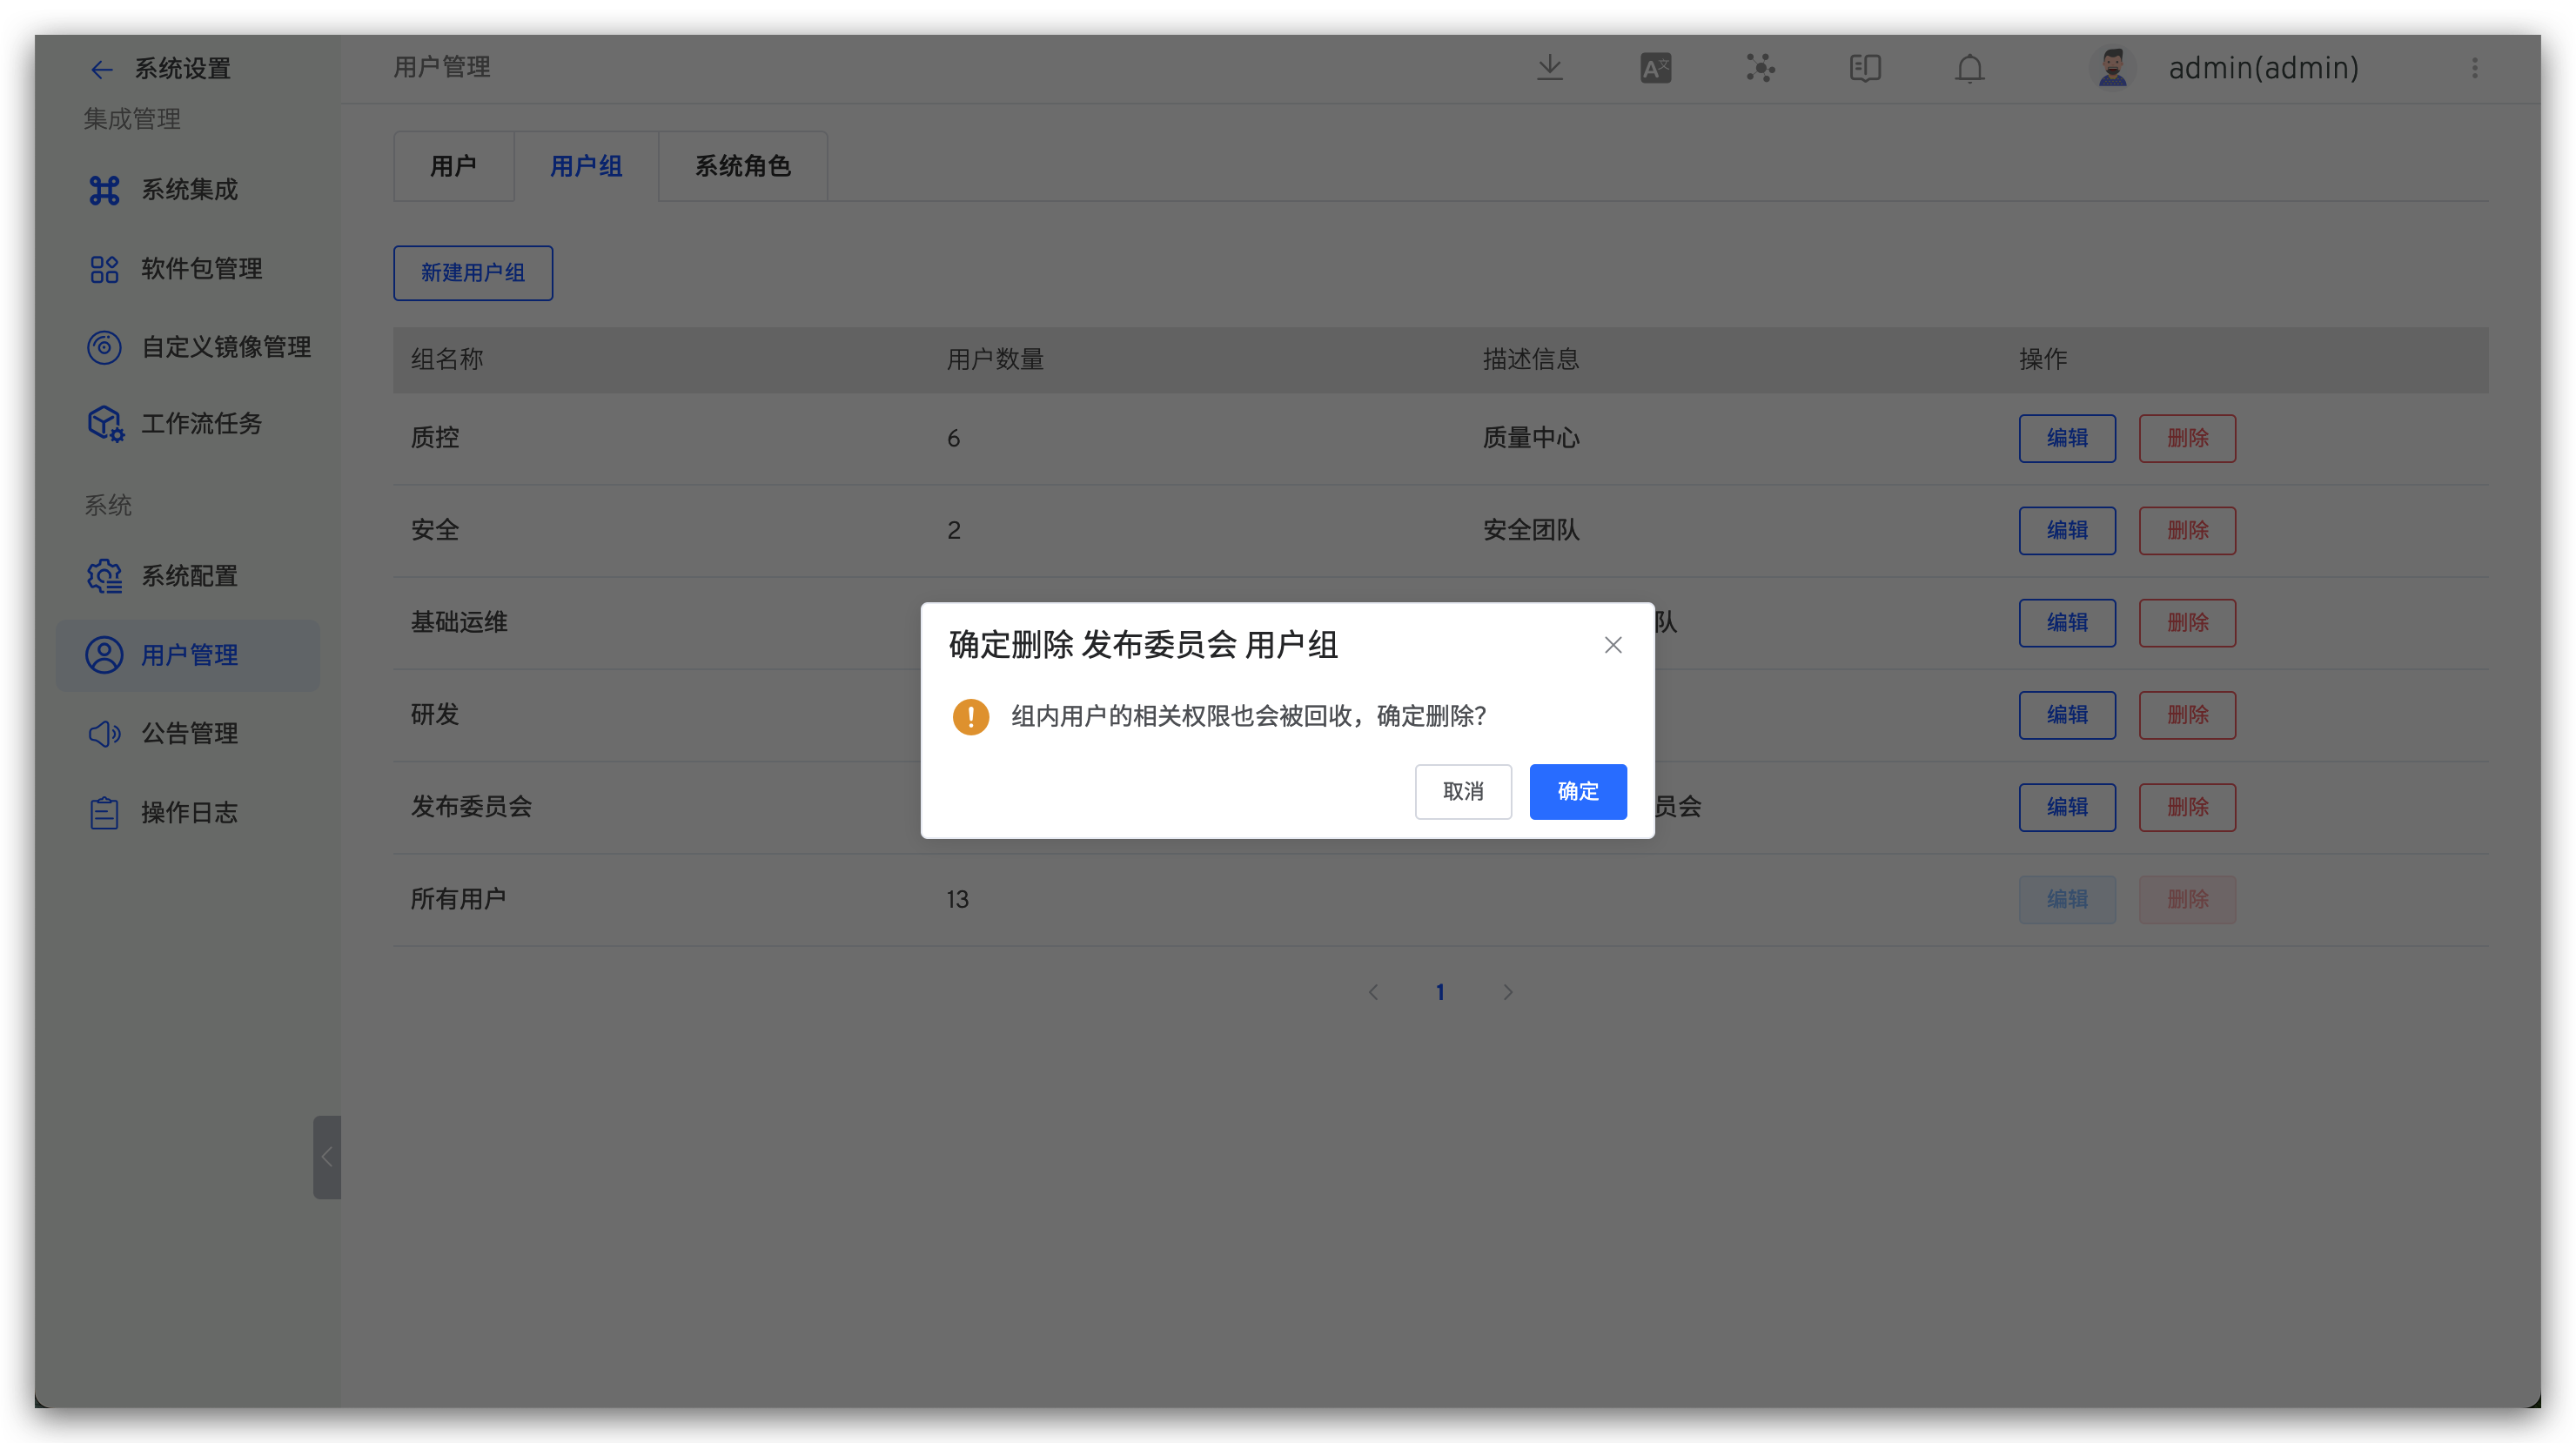 系统设置
集成管理
系统集成
软件包管理
自定义镜像管理
工作流任务
系统
系统配置
用户管理
公告管理
操作日志
用户管理
admin(admin)
用户 用户组 系统角色
新建用户组
组名称 用户数量 描述信息 操作
质控 6 质量中心 编辑 删除
安全 2 安全团队 编辑 删除
基础运维 队 编辑 删除
研发 编辑 删除
发布委员会 员会 编辑 删除
所有用户 13 编辑 删除
1
确定删除 发布委员会 用户组
组内用户的相关权限也会被回收，确定删除？
取消 确定